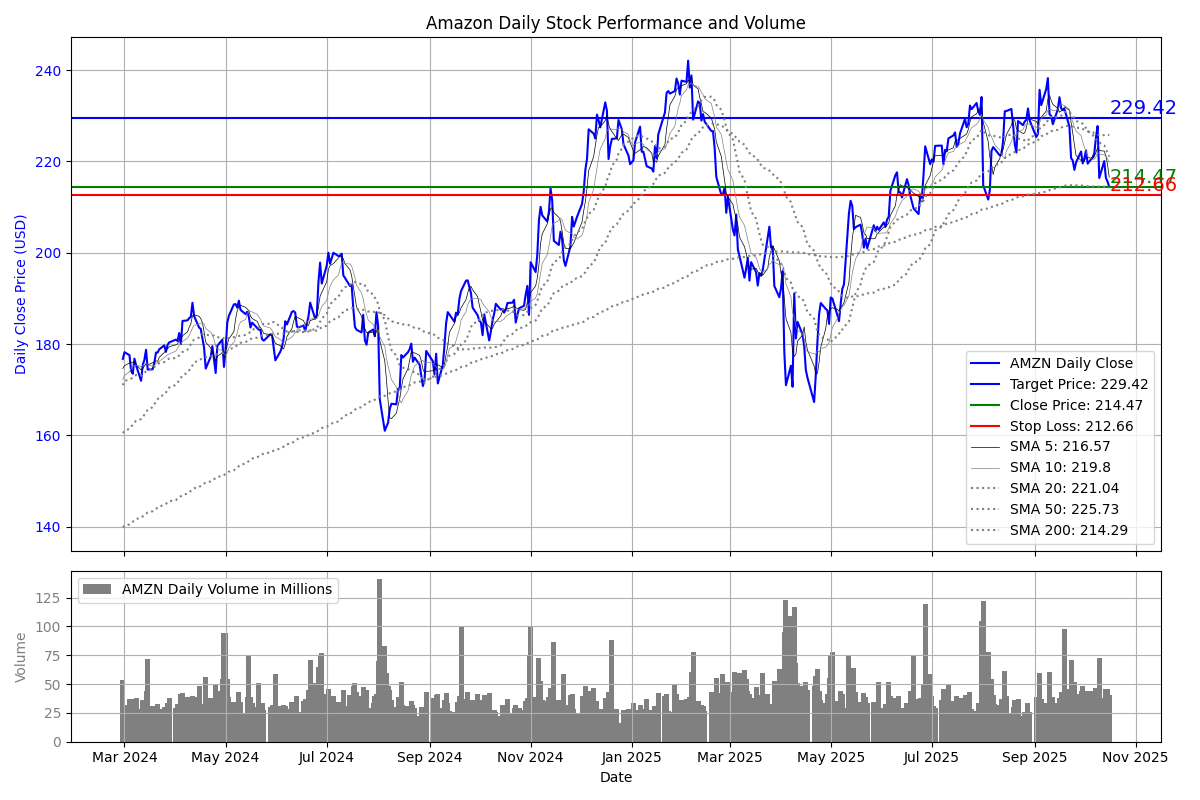 Amazon Daily Stock Performance and Volume
Daily Close Price (USD)
240
220
200
180
160
140
229.42
214.47
212.66
AMZN Daily Close
Target Price: 229.42
Close Price: 214.47
Stop Loss: 212.66
SMA 5: 216.57
SMA 10: 219.8
SMA 20: 221.04
SMA 50: 225.73
SMA 200: 214.29
AMZN Daily Volume in Millions
Volume
125
100
75
50
25
0
Mar 2024 May 2024 Jul 2024 Sep 2024 Nov 2024 Jan 2025 Mar 2025 May 2025 Jul 2025 Sep 2025 Nov 2025
Date